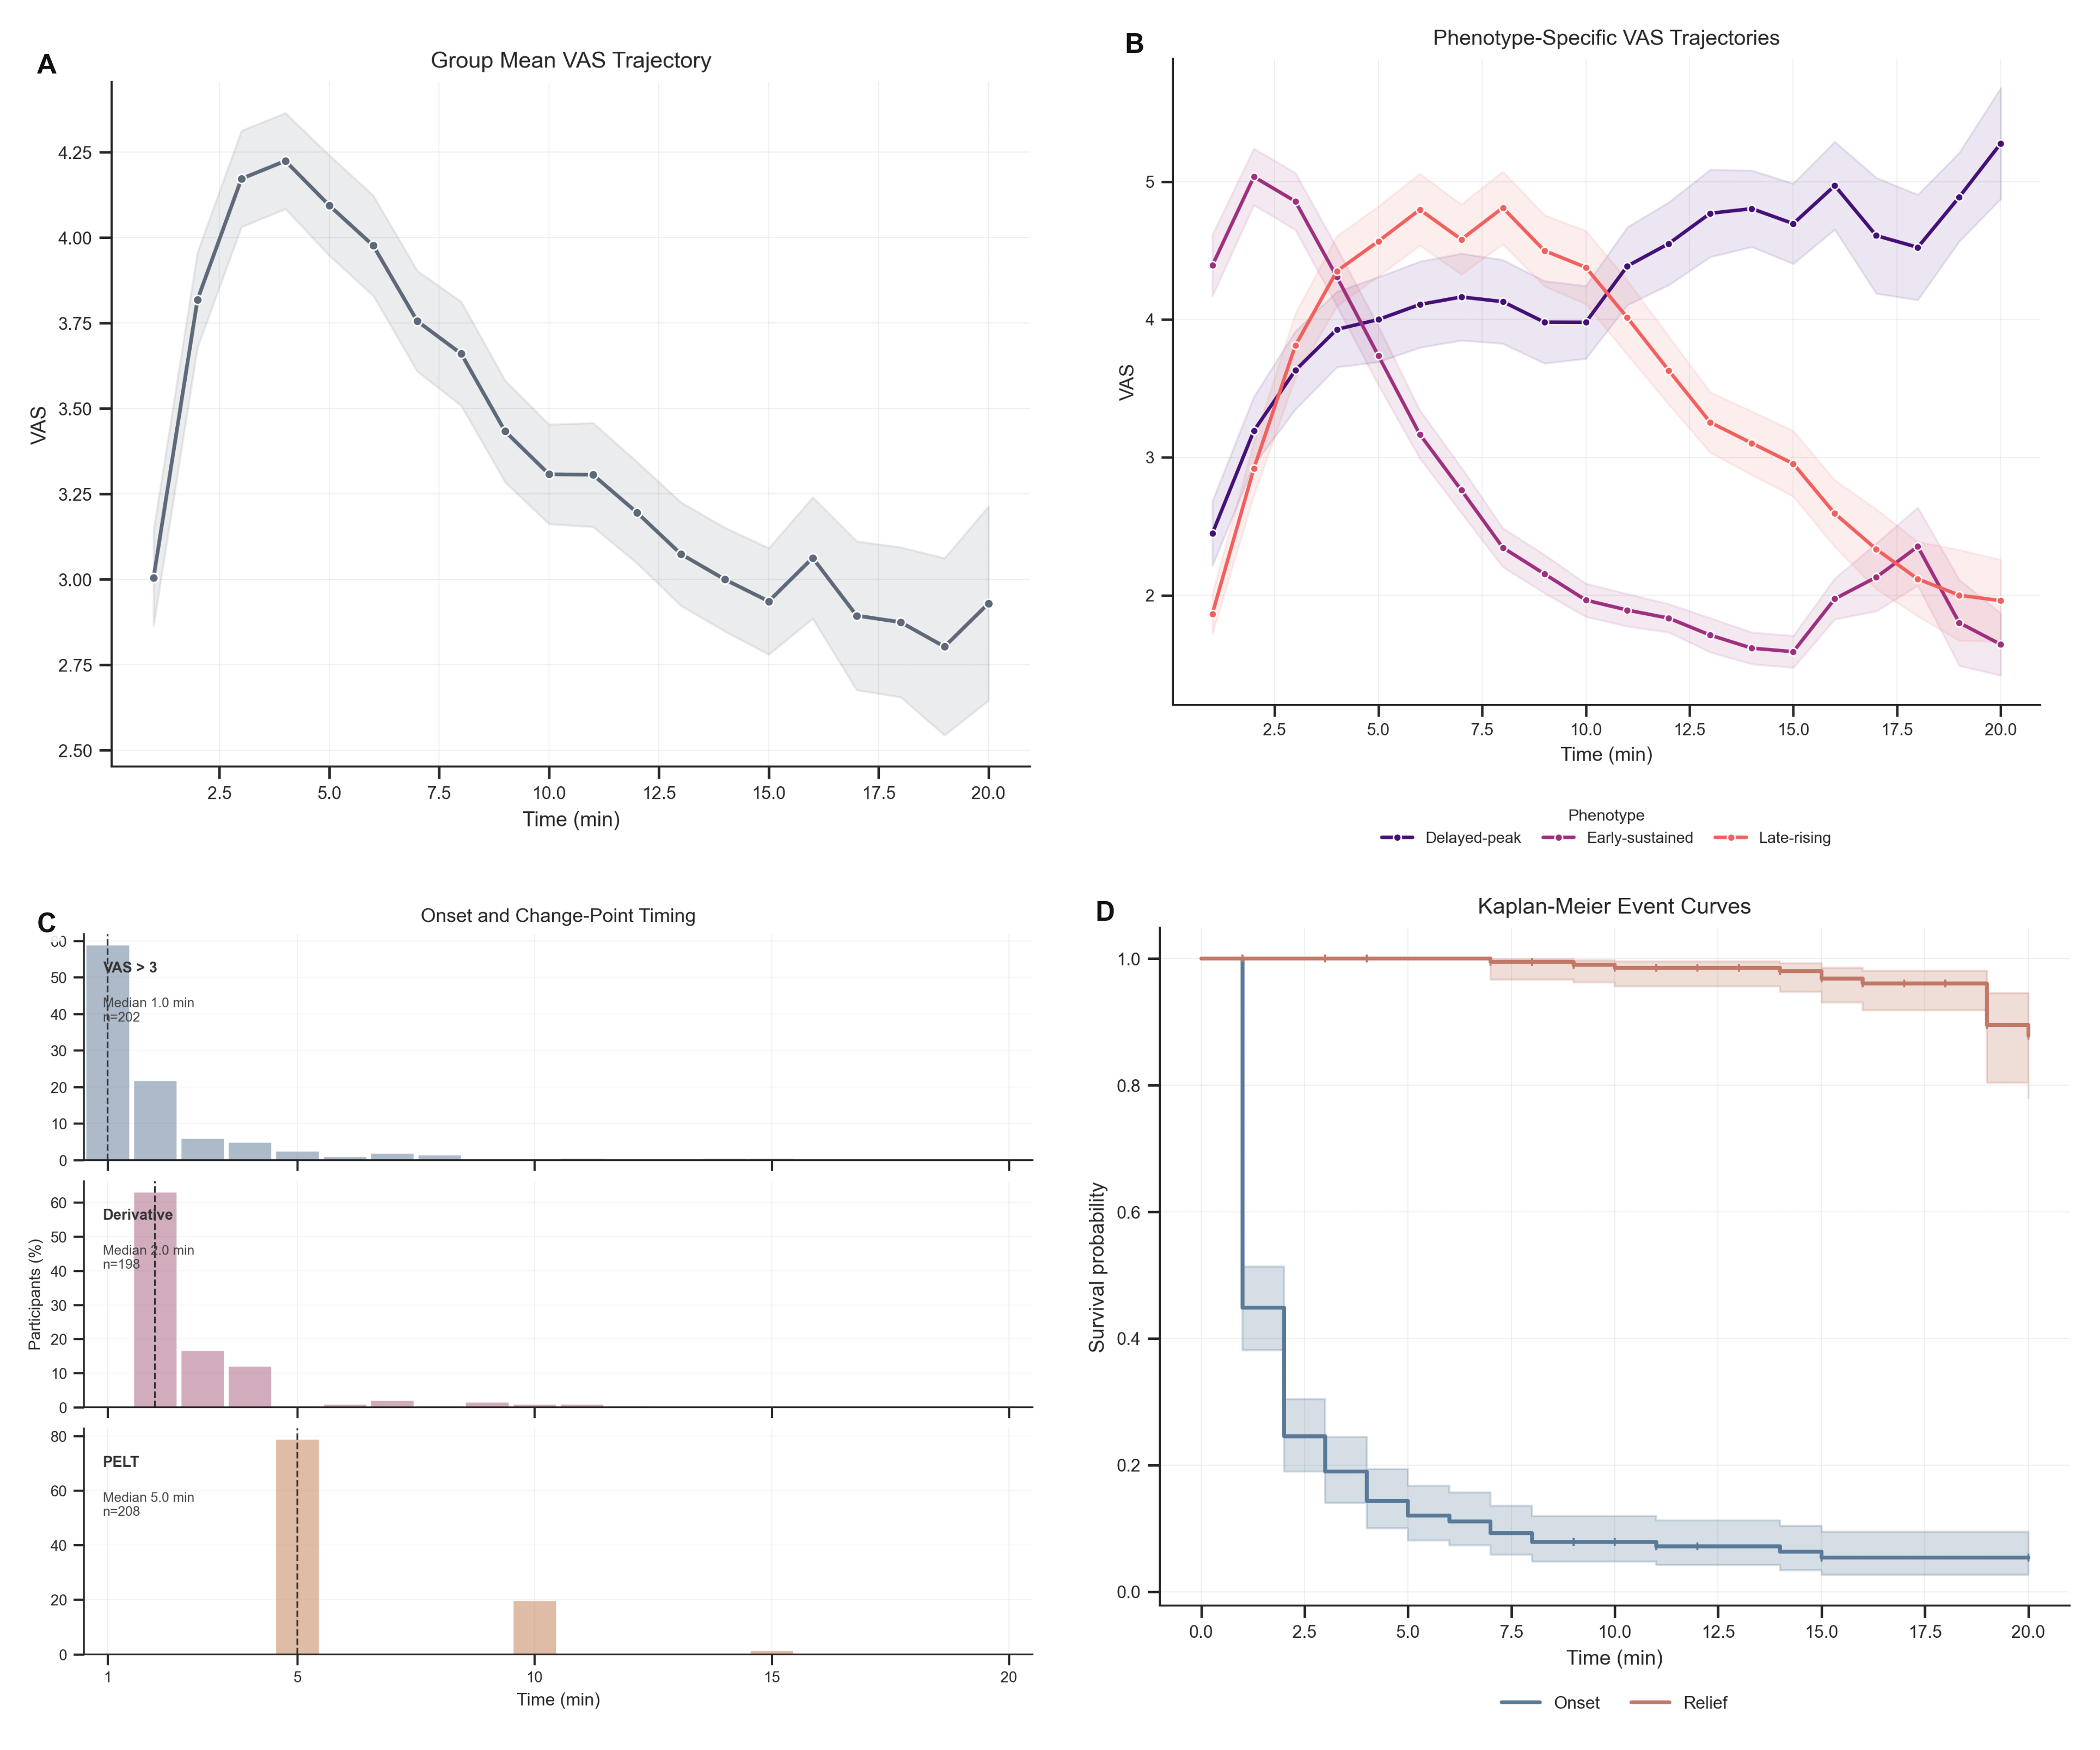 A
Group Mean VAS Trajectory
VAS
4.25
4.00
3.75
3.50
3.25
3.00
2.75
2.50
2.5 5.0 7.5 10.0 12.5 15.0 17.5 20.0
Time (min)
B
Phenotype-Specific VAS Trajectories
VAS
5
4
3
2
2.5 5.0 7.5 10.0 12.5 15.0 17.5 20.0
Time (min)
Phenotype
Delayed-peak Early-sustained Late-rising
C
Onset and Change-Point Timing
Participants (%)
60
50
40
30
20
10
0
VAS > 3
Median 1.0 min
n=202
60
50
40
30
20
10
0
Derivative
Median 2.0 min
n=198
80
60
40
20
0
PELT
Median 5.0 min
n=208
1 5 10 15 20
Time (min)
D
Kaplan-Meier Event Curves
Survival probability
1.0
0.8
0.6
0.4
0.2
0.0
0.0 2.5 5.0 7.5 10.0 12.5 15.0 17.5 20.0
Time (min)
Onset Relief